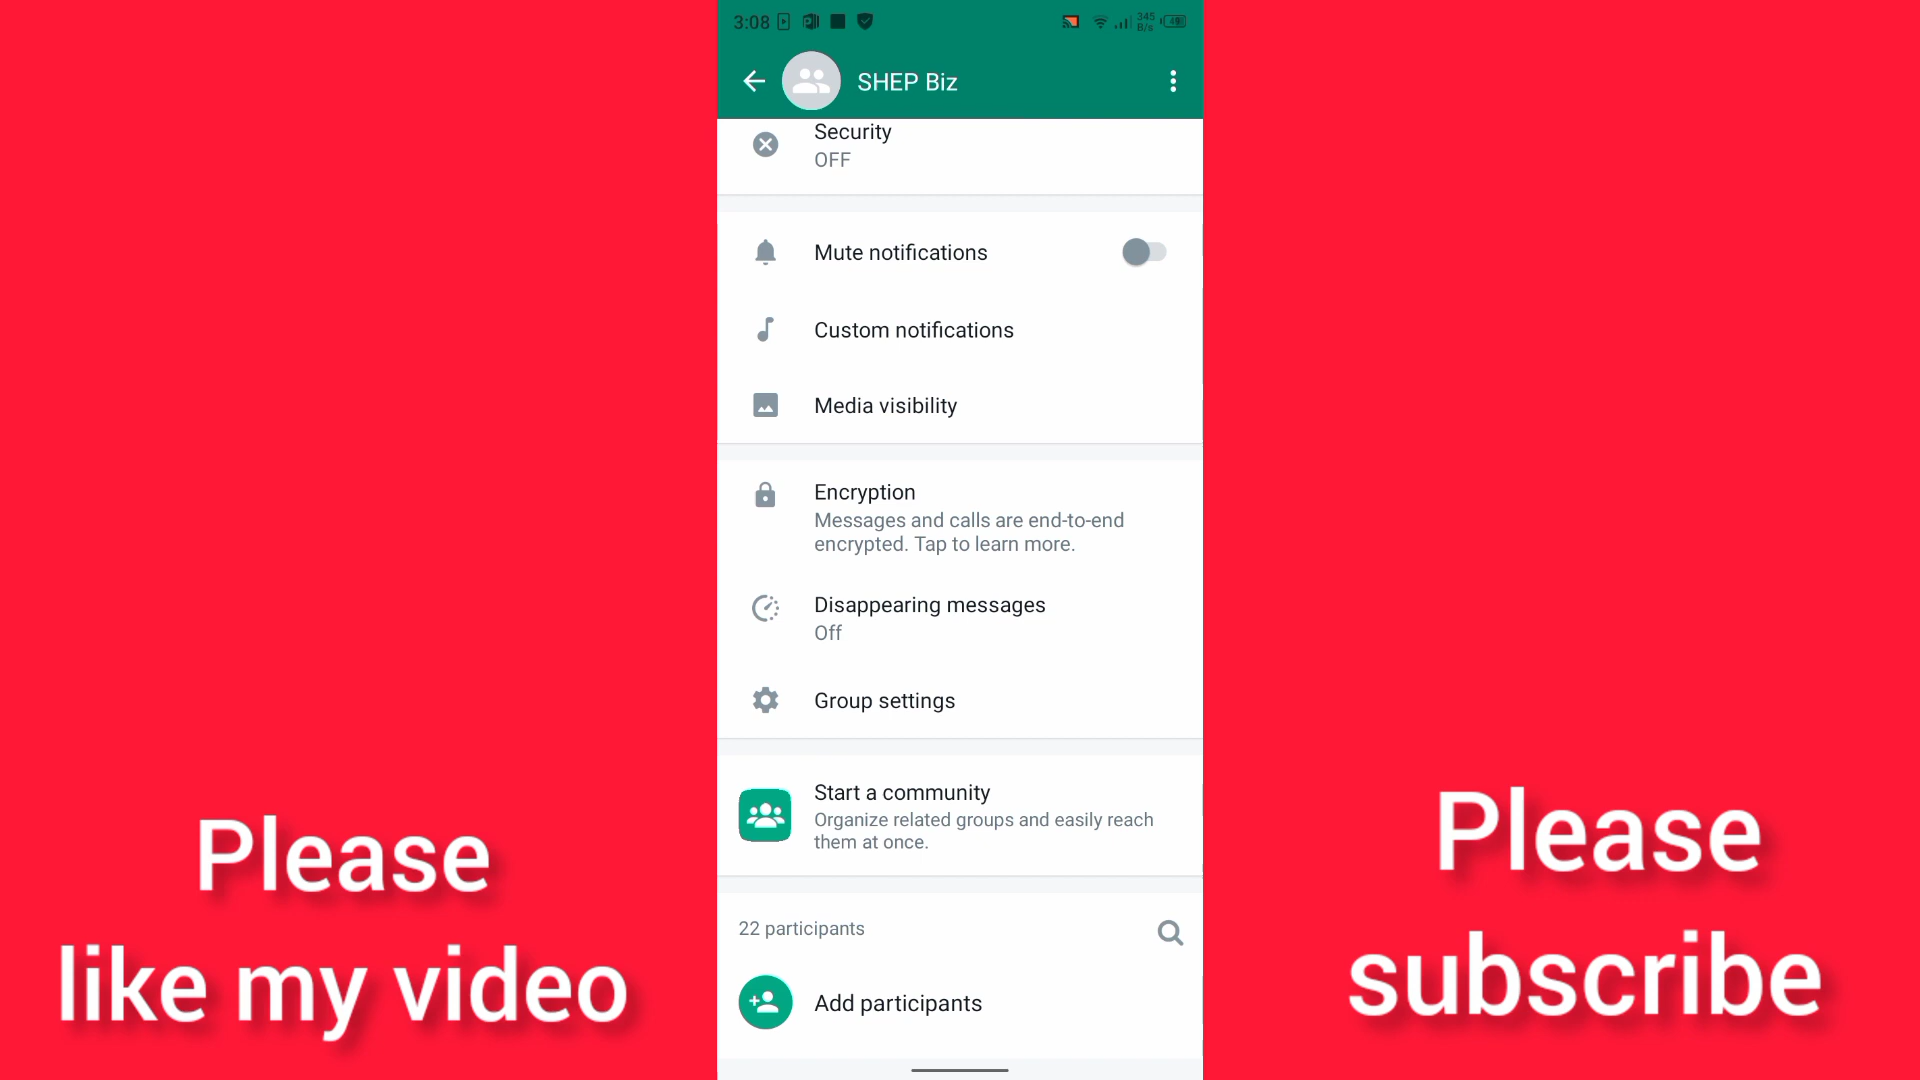 3:08
345
B/s
SHEP Biz
Security
OFF
Mute notifications
Custom notifications
Media visibility
Encryption
Messages and calls are end-to-end
encrypted. Tap to learn more.
Disappearing messages
Off
Group settings
Start a community
Organize related groups and easily reach
them at once.
22 participants
Add participants
Please
like my video
Please
subscribe